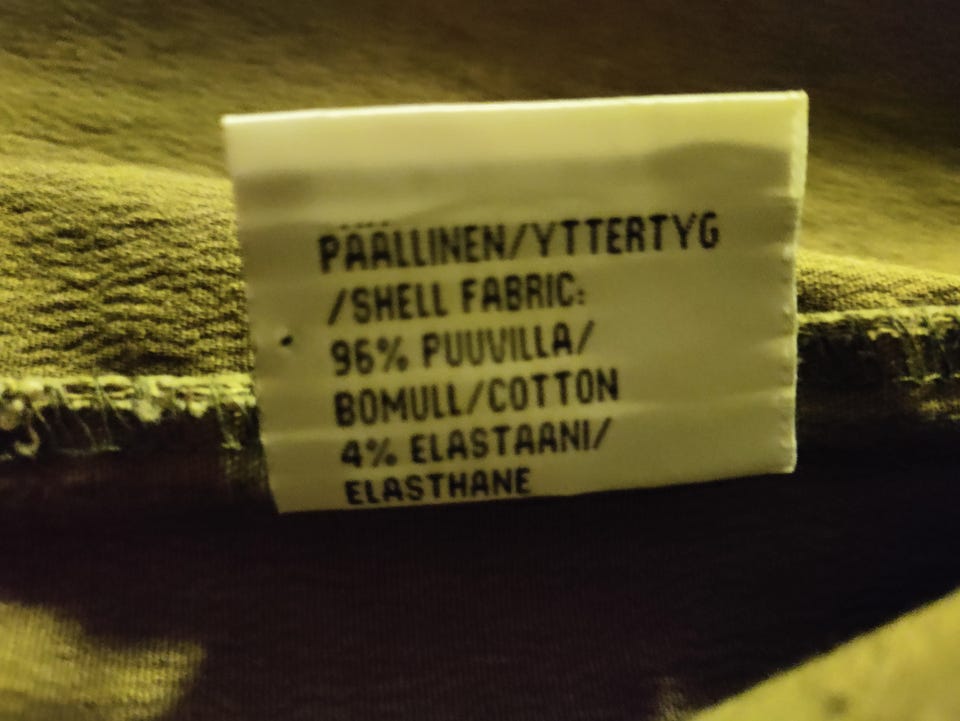 PÄÄLLINEN/YTTERTYG
/SHELL FABRIC:
96% PUUVILLA/
BOMULL/COTTON
4% ELASTAANI/
ELASTHANE